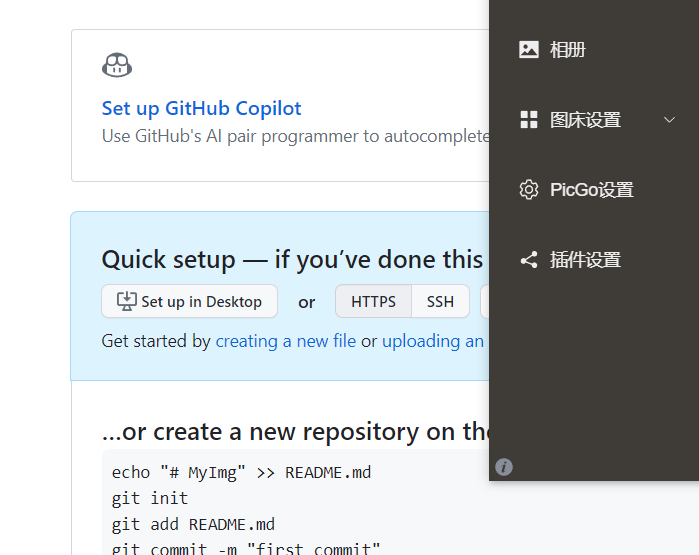 Set up GitHub Copilot
Use GitHub's AI pair programmer to autocomplete
Quick setup — if you’ve done this
Set up in Desktop or HTTPS SSH
Get started by creating a new file or uploading an
...or create a new repository on the
echo "# MyImg" >> README.md
git init
git add README.md
git commit -m "first commit"
相册
图床设置
PicGo设置
插件设置
i